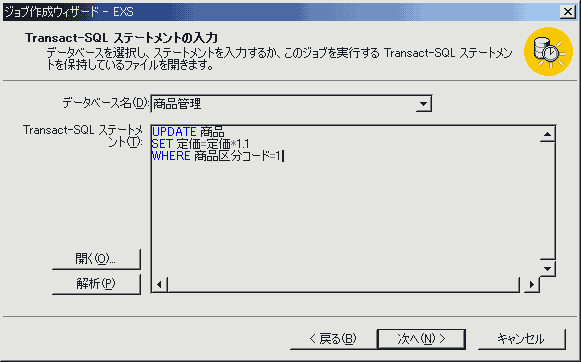 ジョブ作成ウィザード - EXS
Transact-SQL ステートメントの入力
データベースを選択し、ステートメントを入力するか、このジョブを実行する Transact-SQL ステートメン
トを保持しているファイルを開きます。
データベース名(D):
商品管理
Transact-SQL ステートメ
ント(T):
UPDATE 商品
SET 定価=定価*1.1
WHERE 商品区分コード=1
開く(O)...
解析(P)
< 戻る(B)
次へ(N) >
キャンセル